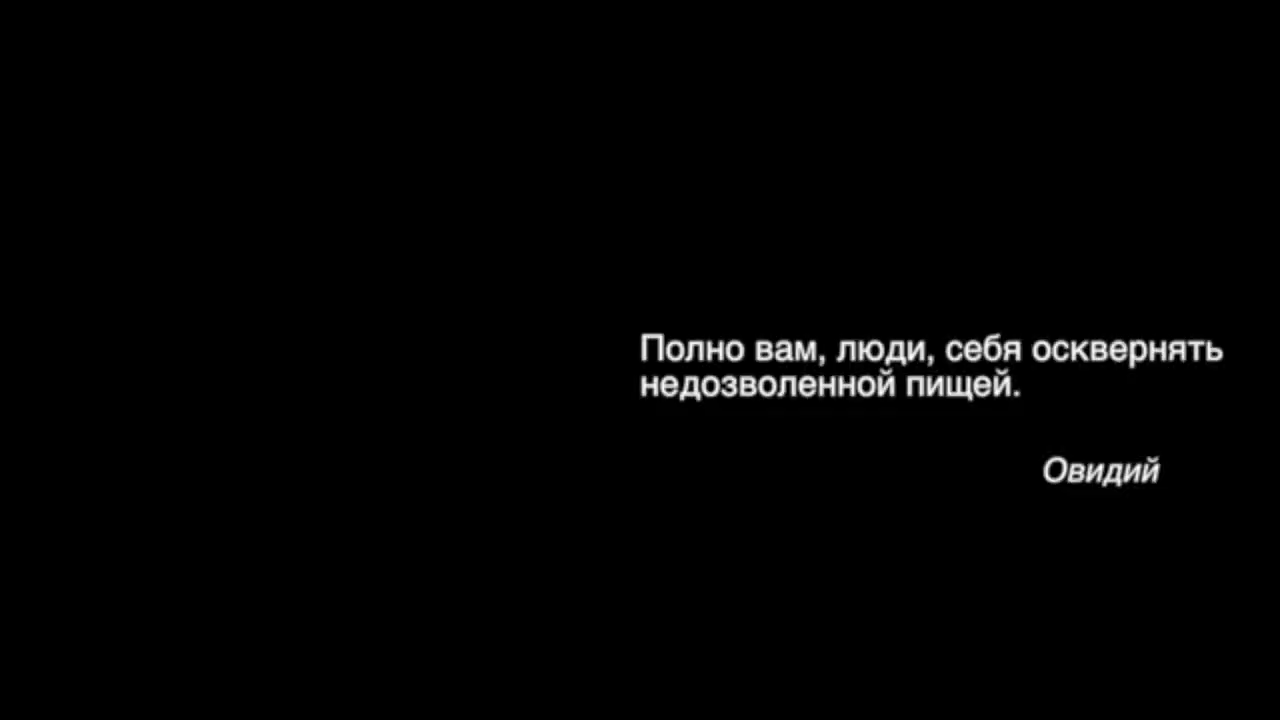 Полно вам, люди, себя осквернять
недозволенной пищей.
Овидий